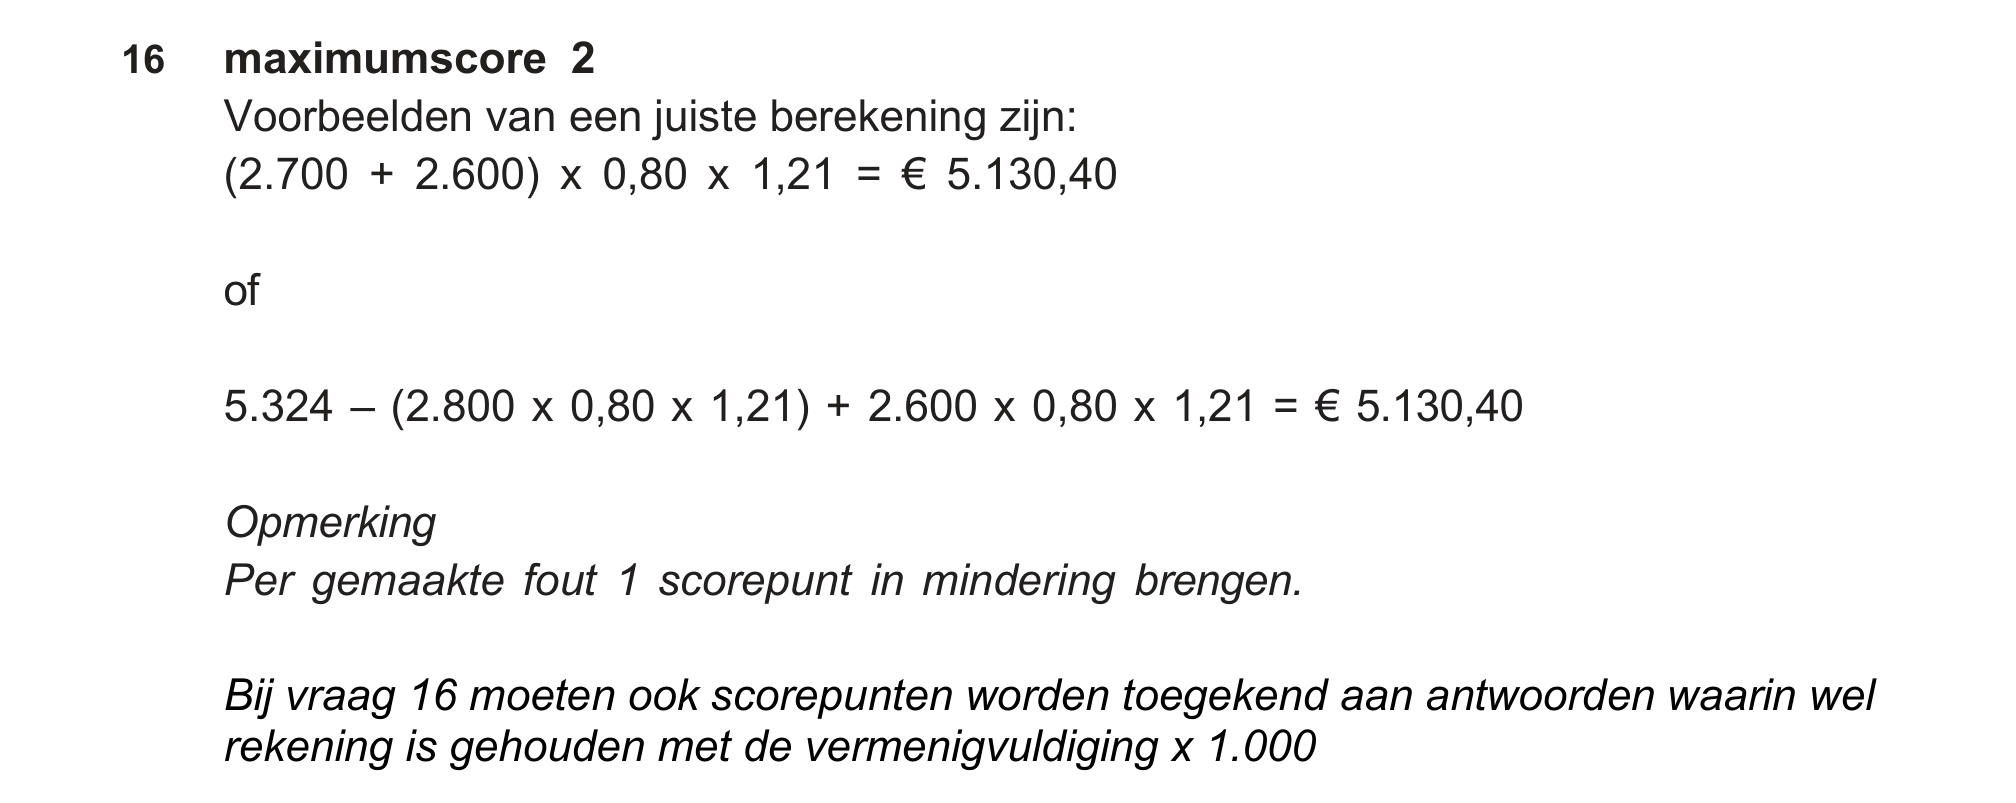 16 maximumscore 2
Voorbeelden van een juiste berekening zijn:
(2.700 + 2.600) x 0,80 x 1,21 = € 5.130,40
of
5.324 – (2.800 x 0,80 x 1,21) + 2.600 x 0,80 x 1,21 = € 5.130,40
Opmerking
Per gemaakte fout 1 scorepunt in mindering brengen.
Bij vraag 16 moeten ook scorepunten worden toegekend aan antwoorden waarin wel
rekening is gehouden met de vermenigvuldiging x 1.000